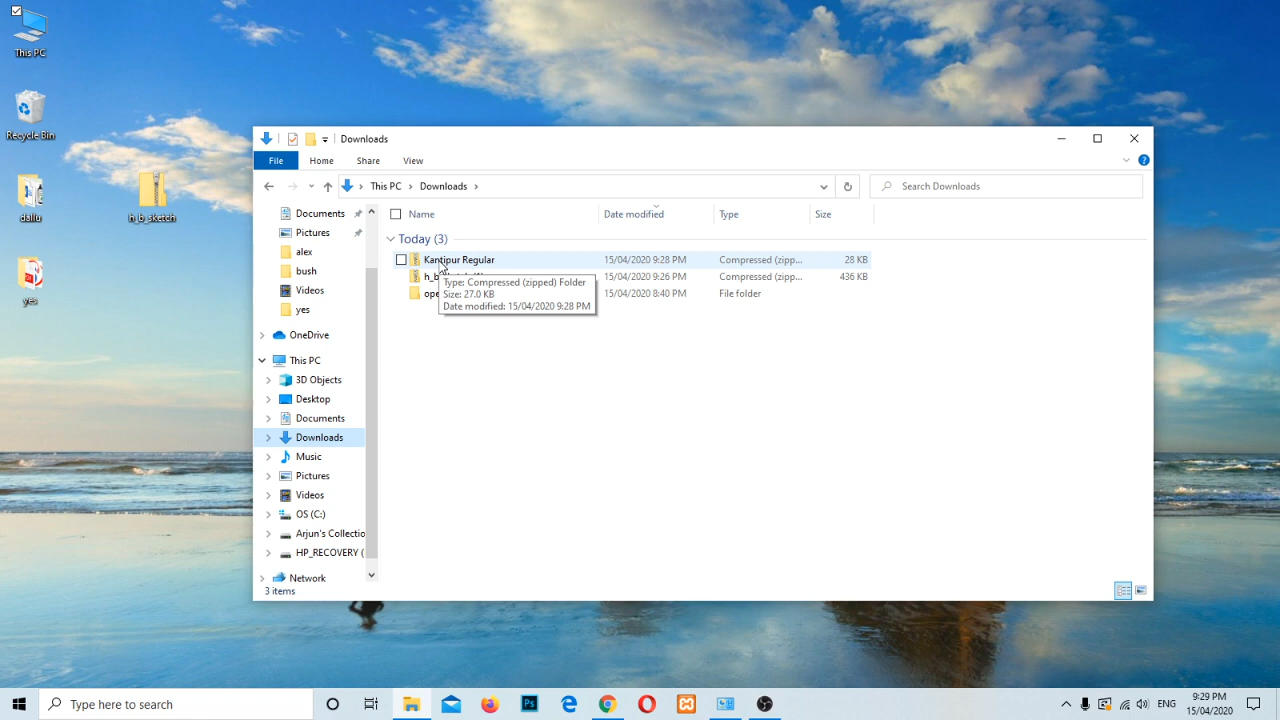 This PC
Recycle Bin
dallu
yes
h_b_sketch
Downloads
File Home Share View
This PC Downloads
Search Downloads
Name Date modified Type Size
Today (3)
Kantipur Regular 15/04/2020 9:28 PM Compressed (zipp... 28 KB
15/04/2020 9:26 PM Compressed (zipp... 436 KB
15/04/2020 8:40 PM File folder
Type: Compressed (zipped) Folder
Size: 27.0 KB
Date modified: 15/04/2020 9:28 PM
Documents
Pictures
alex
bush
Videos
yes
OneDrive
This PC
3D Objects
Desktop
Documents
Downloads
Music
Pictures
Videos
OS (C:)
Arjun's Collectio
HP_RECOVERY (
Network
3 items
Type here to search
Ps
ENG
9:29 PM
15/04/2020